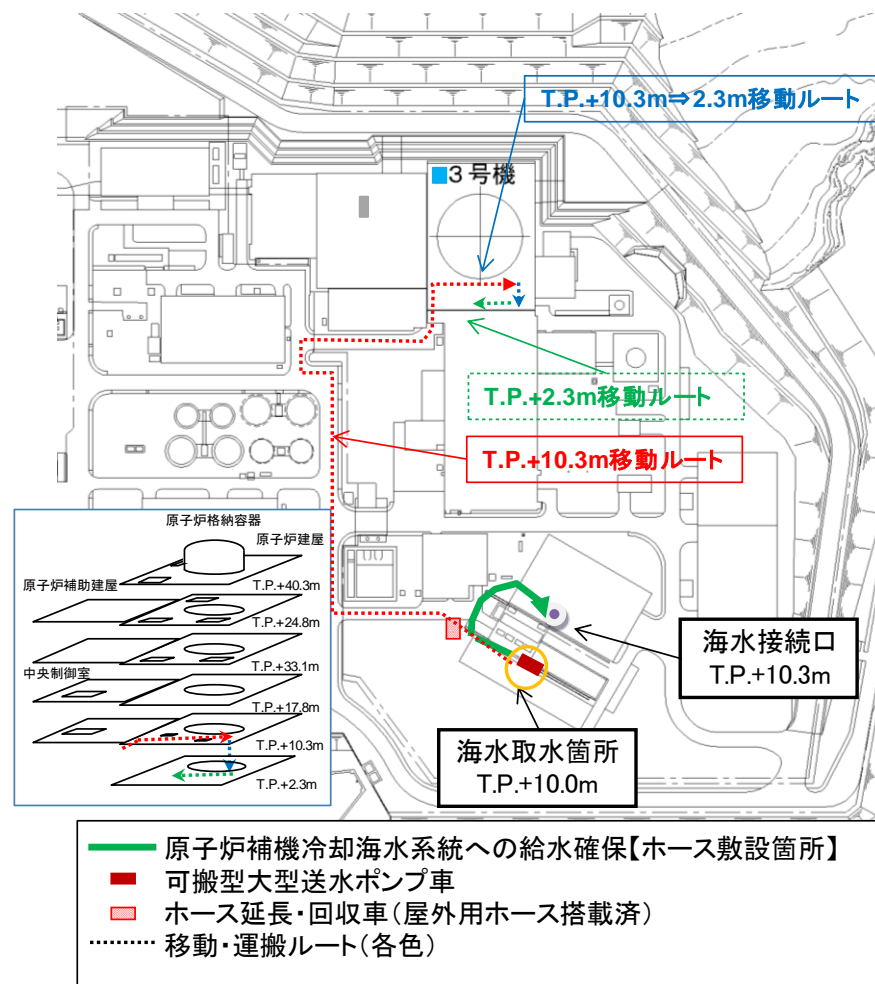 T.P.+10.3m⇒2.3m移動ルート
3号機
T.P.+2.3m移動ルート
T.P.+10.3m移動ルート
原子炉格納容器
原子炉建屋
T.P.+40.3m
原子炉補助建屋
T.P.+24.8m
T.P.+33.1m
中央制御室
T.P.+17.8m
T.P.+10.3m
T.P.+2.3m
海水接続口
T.P.+10.3m
海水取水箇所
T.P.+10.0m
原子炉補機冷却海水系統への給水確保【ホース敷設箇所】
可搬型大型送水ポンプ車
ホース延長・回収車(屋外用ホース搭載済)
移動・運搬ルート(各色)